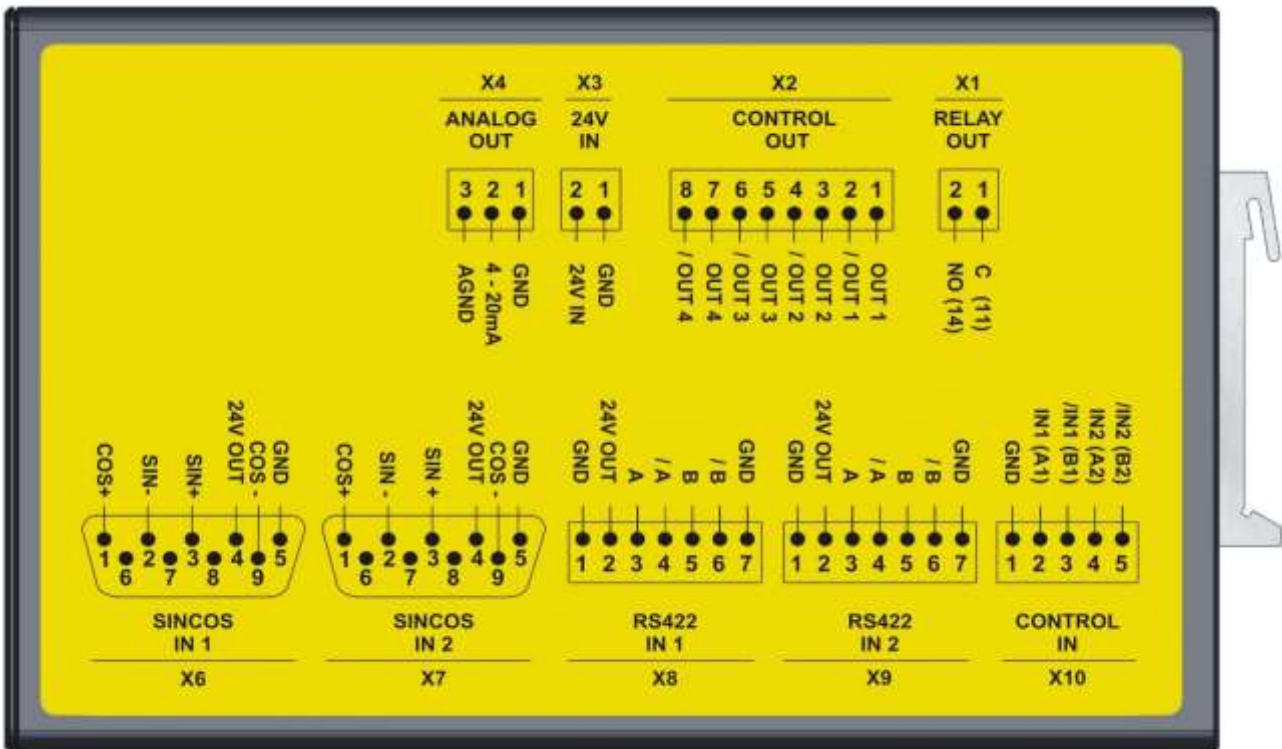 X4
ANALOG
OUT
3 2 1
AGND
4 - 20mA
GND
X3
24V
IN
2 1
24V IN
GND
X2
CONTROL
OUT
8 7 6 5 4 3 2 1
/ OUT 4
OUT 4
/ OUT 3
OUT 3
/ OUT 2
OUT 2
/ OUT 1
OUT 1
X1
RELAY
OUT
2 1
NO (14)
C (11)
COS+
SIN-
SIN+
24V OUT
COS -
GND
1 2 3 4 5
6 7 8 9
SINCOS
IN 1
X6
COS+
SIN -
SIN +
24V OUT
COS -
GND
1 2 3 4 5
6 7 8 9
SINCOS
IN 2
X7
GND
24V OUT
A
/ A
B
/ B
GND
1 2 3 4 5 6 7
RS422
IN 1
X8
GND
24V OUT
A
/ A
B
/ B
GND
1 2 3 4 5 6 7
RS422
IN 2
X9
GND
IN1 (A1)
/IN1 (B1)
IN2 (A2)
/IN2 (B2)
1 2 3 4 5
CONTROL
IN
X10